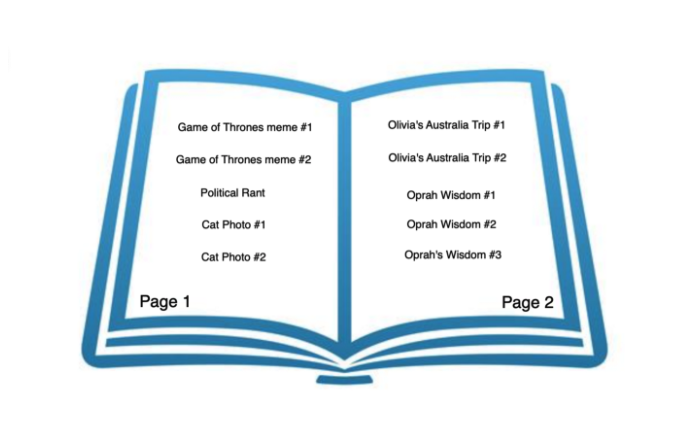 Game of Thrones meme #1
Game of Thrones meme #2
Political Rant
Cat Photo #1
Cat Photo #2
Page 1
Olivia's Australia Trip #1
Olivia's Australia Trip #2
Oprah Wisdom #1
Oprah Wisdom #2
Oprah's Wisdom #3
Page 2